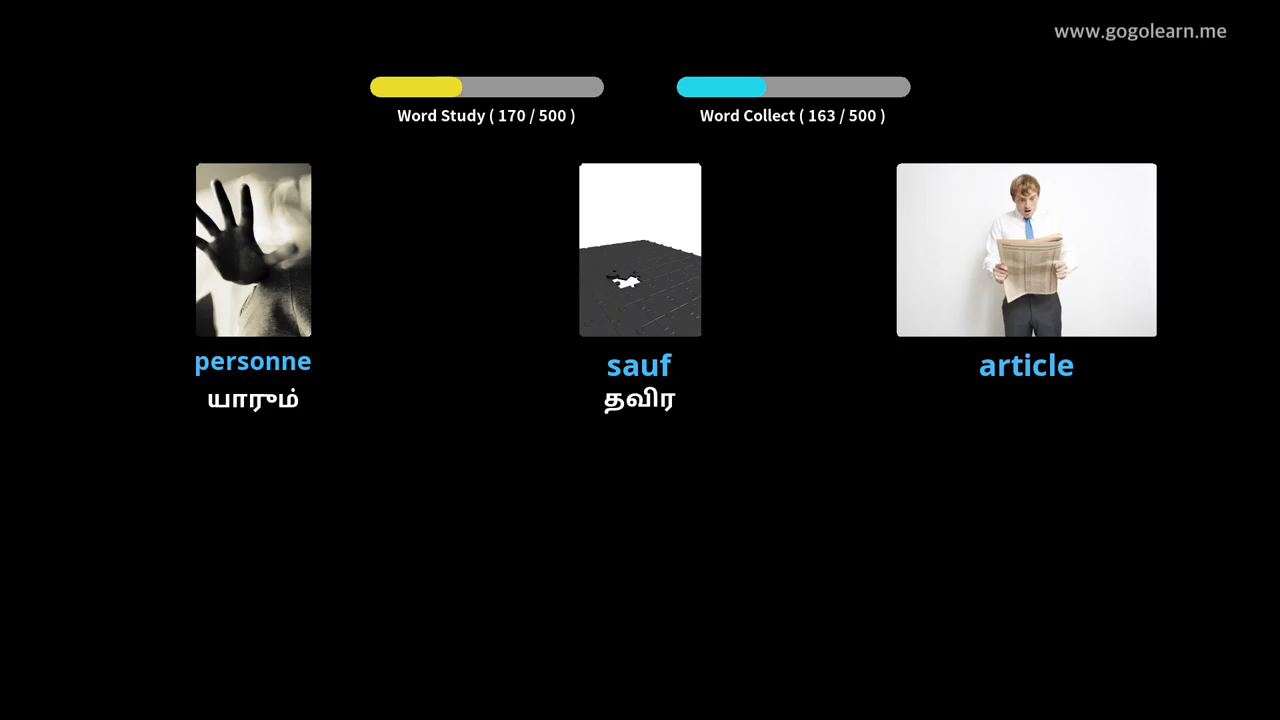 www.gogolearn.me
Word Study ( 170 / 500 )
Word Collect ( 163 / 500 )
personne
sauf
article
யாரும்
தவிர